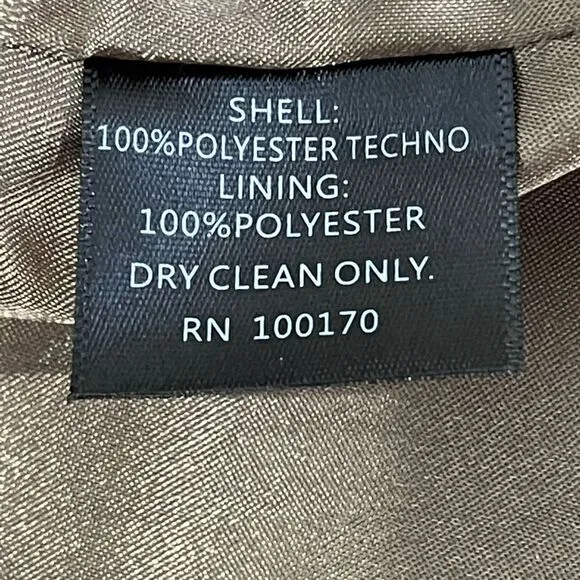 SHELL:
100%POLYESTER TECHNO
LINING:
100%POLYESTER
DRY CLEAN ONLY.
RN 100170